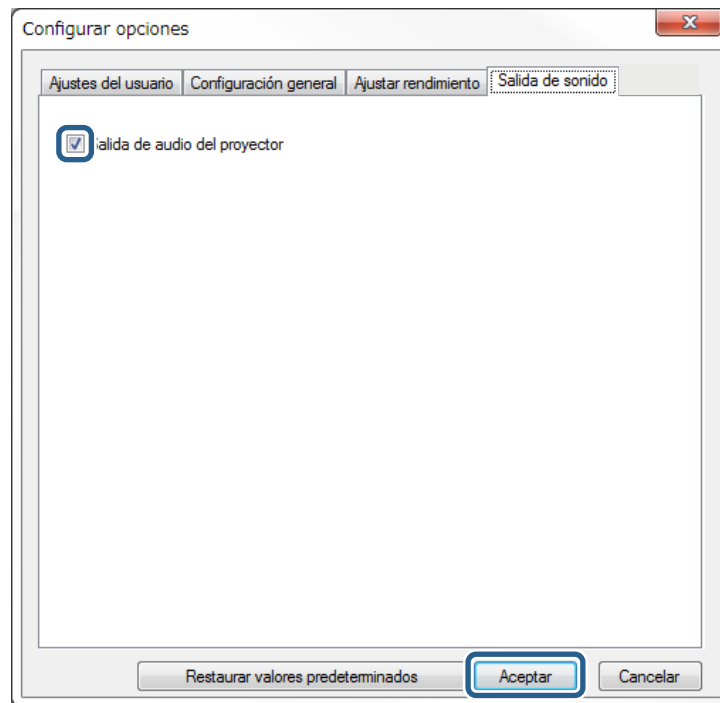 Configurar opciones
Ajustes del usuario Configuración general Ajustar rendimiento Salida de sonido
alida de audio del proyector
Restaurar valores predeterminados Aceptar Cancelar